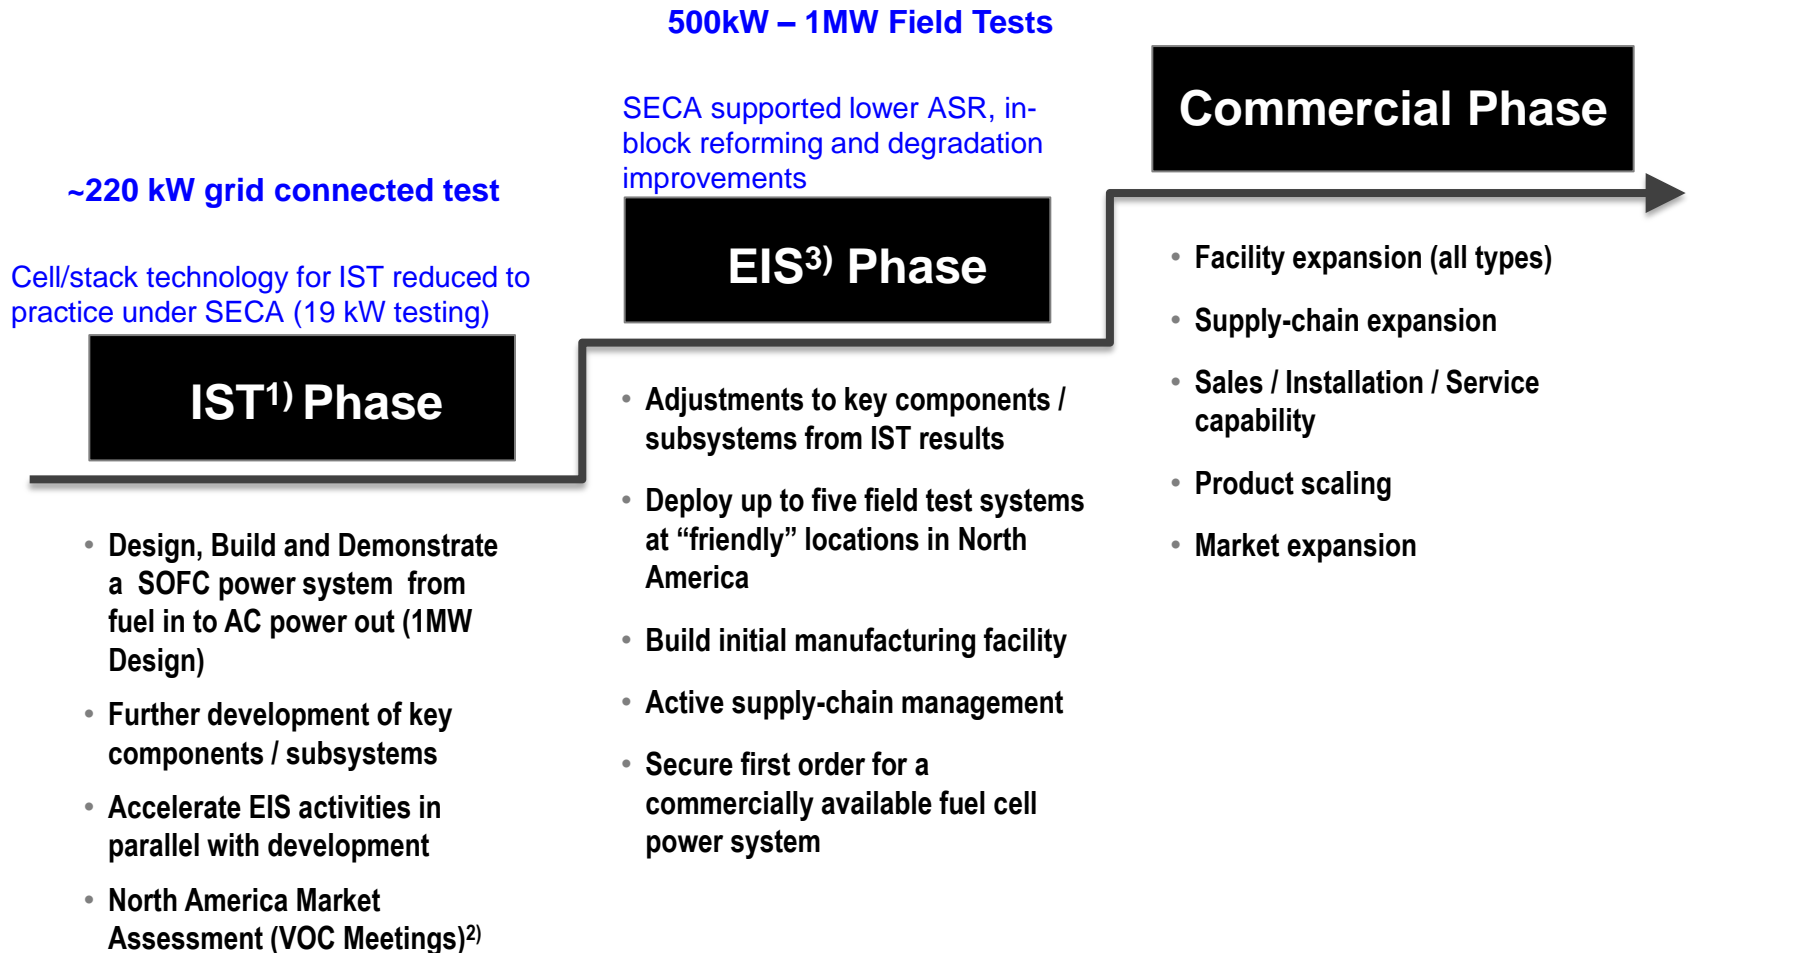 ~220 kW grid connected test
Cell/stack technology for IST reduced to
practice under SECA (19 kW testing)
IST1) Phase
• Design, Build and Demonstrate
a SOFC power system from
fuel in to AC power out (1MW
Design)
• Further development of key
components / subsystems
• Accelerate EIS activities in
parallel with development
• North America Market
Assessment (VOC Meetings)2)
500kW – 1MW Field Tests
SECA supported lower ASR, in-
block reforming and degradation
improvements
EIS3) Phase
• Adjustments to key components /
subsystems from IST results
• Deploy up to five field test systems
at “friendly” locations in North
America
• Build initial manufacturing facility
• Active supply-chain management
• Secure first order for a
commercially available fuel cell
power system
Commercial Phase
• Facility expansion (all types)
• Supply-chain expansion
• Sales / Installation / Service
capability
• Product scaling
• Market expansion